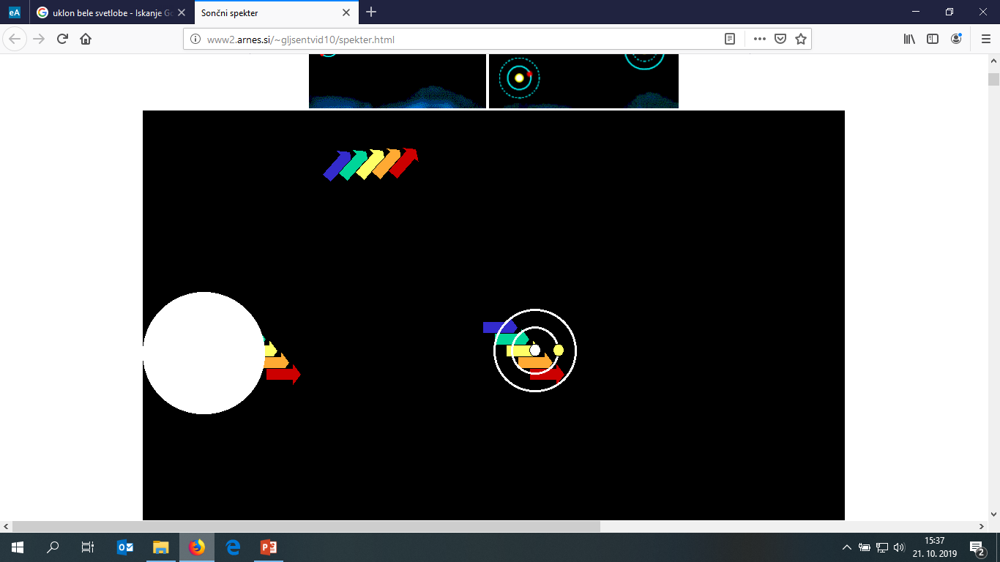 eA
uklon bele svetlobe - Iskanje Go
Sončni spekter
www2.arnes.si/~gljsentvid10/spekter.html
15:37
21. 10. 2019
2